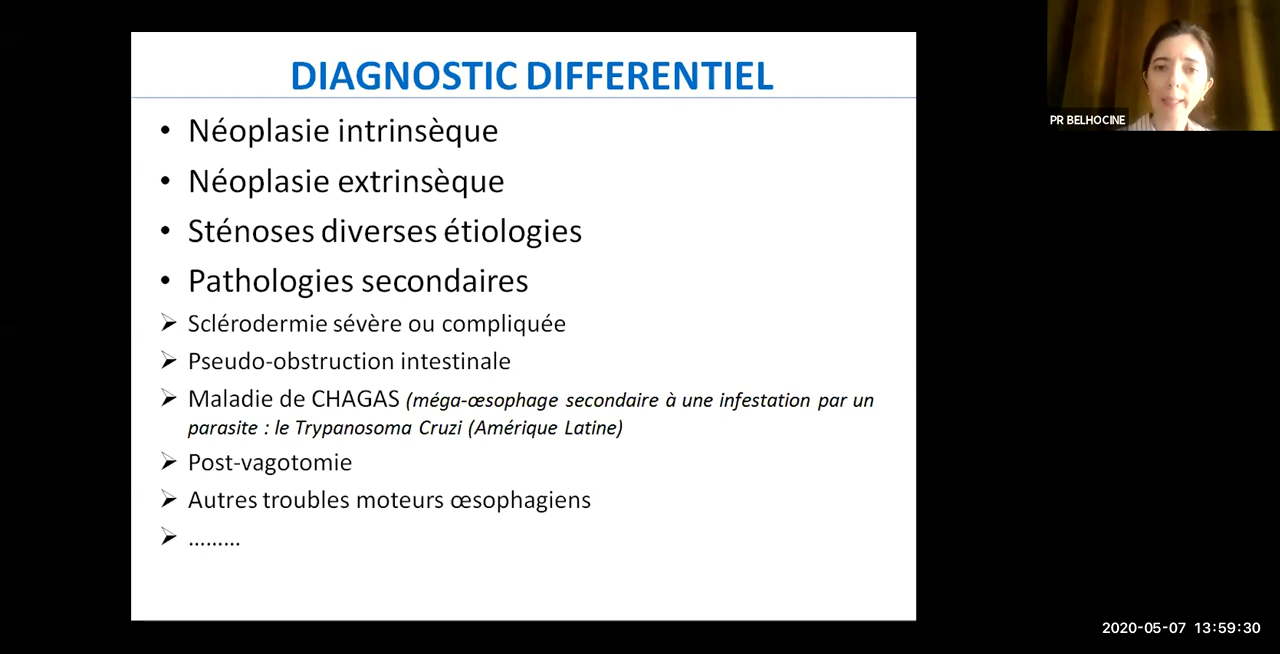 DIAGNOSTIC DIFFERENTIEL
• Néoplasie intrinsèque
• Néoplasie extrinsèque
• Sténoses diverses étiologies
• Pathologies secondaires
➢ Sclérodermie sévère ou compliquée
➢ Pseudo-obstruction intestinale
➢ Maladie de CHAGAS (méga-œsophage secondaire à une infestation par un
parasite : le Trypanosoma Cruzi (Amérique Latine)
➢ Post-vagotomie
➢ Autres troubles moteurs œsophagiens
➢ .........
PR BELHOCINE
2020-05-07 13:59:30